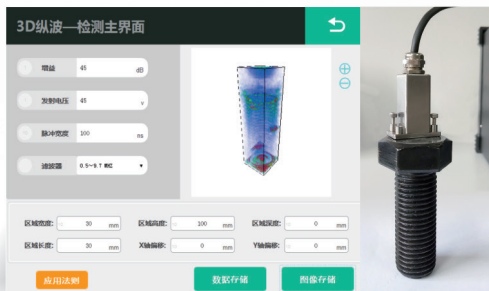 3D纵波—检测主界面
增益 45 dB
发射电压 45 v
脉冲宽度 100 ns
滤波器 0.5~9.7 MHZ
区域宽度: 30 mm 区域高度: 100 mm 区域深度: 0 mm
区域长度: 30 mm X轴偏移: 0 mm Y轴偏移: 0 mm
应用法则 数据存储 图像存储